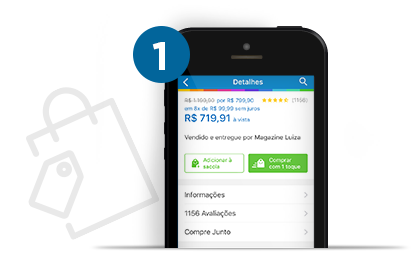 1
Detalhes
R$ 1.199,90 por R$ 799,90 (1156)
em 8x de R$ 99,99 sem juros
R$ 719,91 à vista
Vendido e entregue por Magazine Luiza
Adicionar à sacola
Comprar com 1 toque
Informações
1156 Avaliações
Compre Junto